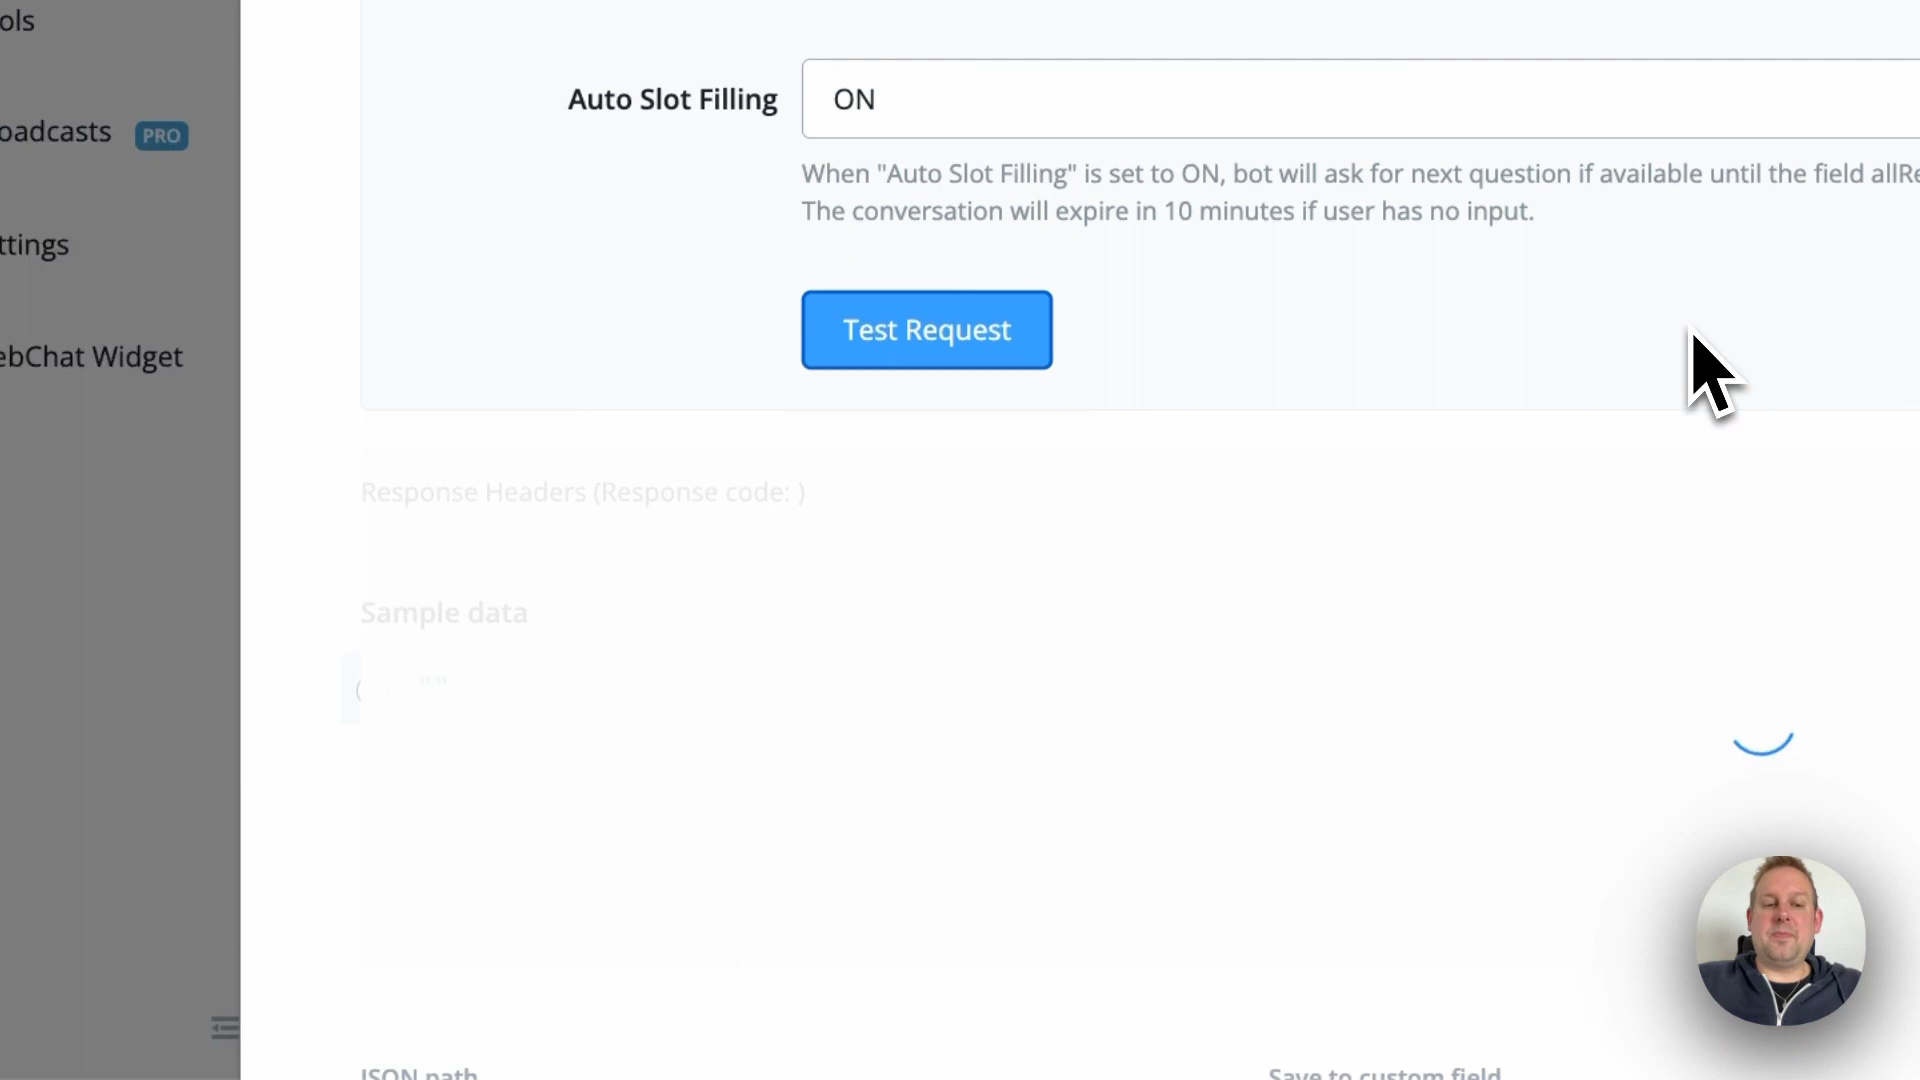 ols
oadcasts PRO
ttings
ebChat Widget
Auto Slot Filling ON
When "Auto Slot Filling" is set to ON, bot will ask for next question if available until the field allRe
The conversation will expire in 10 minutes if user has no input.
Test Request
Response Headers (Response code: )
Sample data
""
JSON path Save to custom field